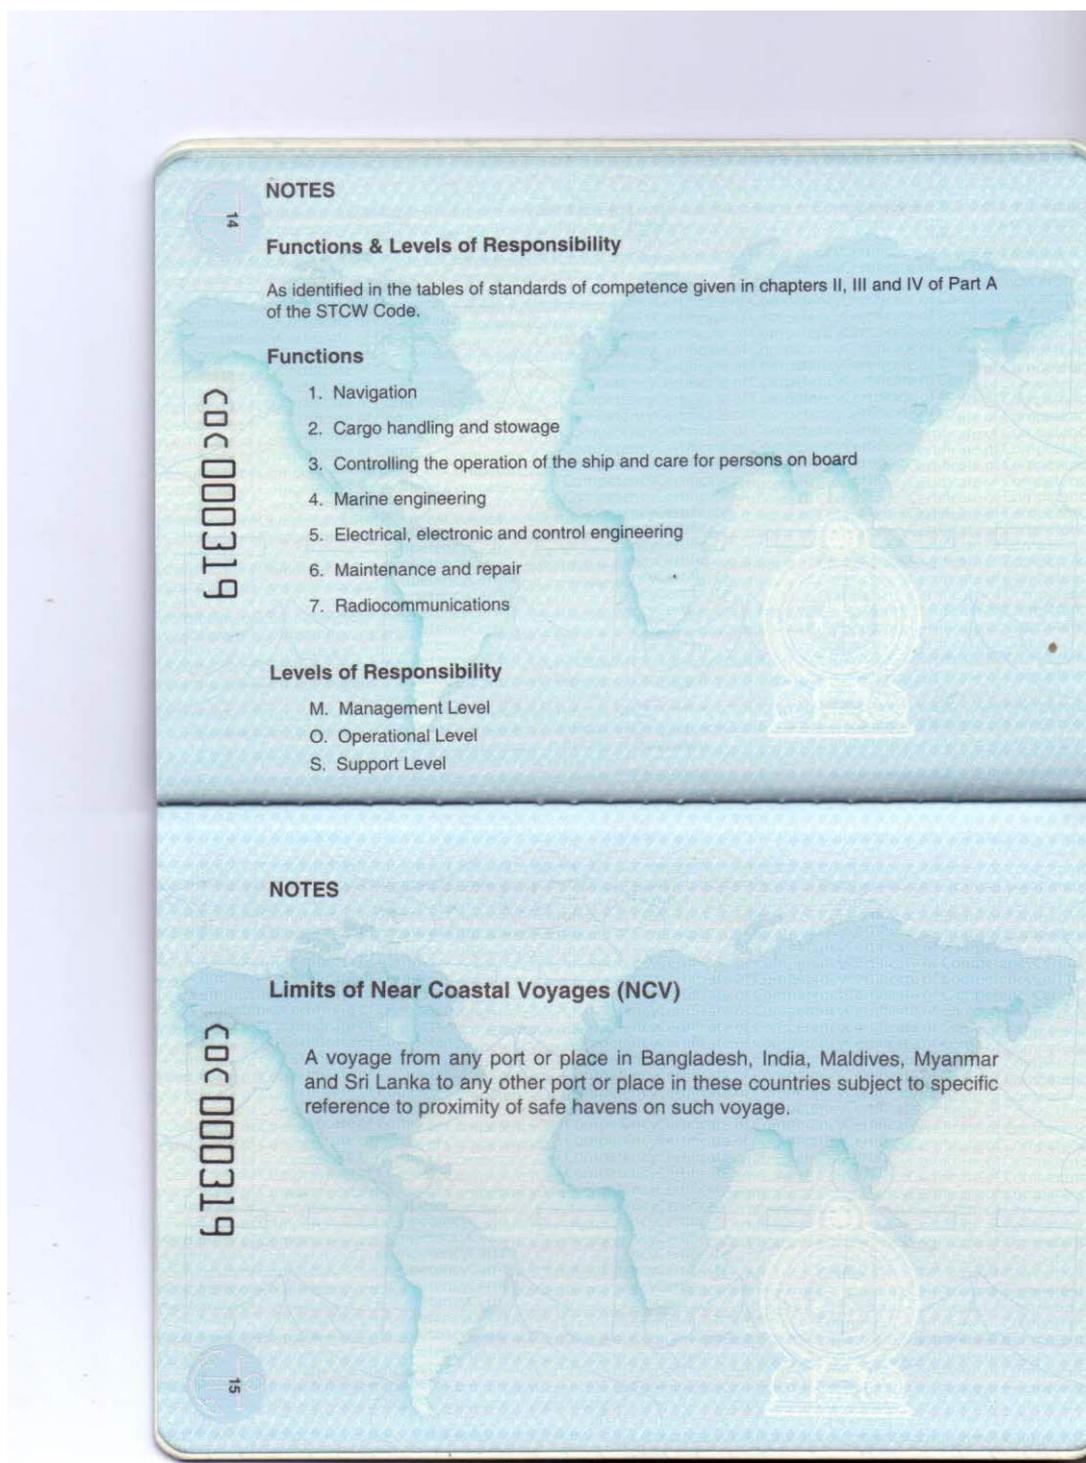 14
NOTES
Functions & Levels of Responsibility
As identified in the tables of standards of competence given in chapters II, III and IV of Part A
of the STCW Code.
Functions
1. Navigation
2. Cargo handling and stowage
3. Controlling the operation of the ship and care for persons on board
4. Marine engineering
5. Electrical, electronic and control engineering
6. Maintenance and repair
7. Radiocommunications
Levels of Responsibility
M. Management Level
O. Operational Level
S. Support Level
COC 000319
NOTES
Limits of Near Coastal Voyages (NCV)
A voyage from any port or place in Bangladesh, India, Maldives, Myanmar
and Sri Lanka to any other port or place in these countries subject to specific
reference to proximity of safe havens on such voyage.
COC 000319
15